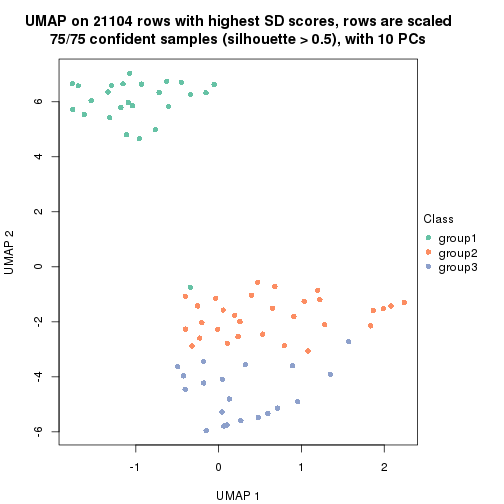 UMAP on 21104 rows with highest SD scores, rows are scaled
75/75 confident samples (silhouette > 0.5), with 10 PCs
6
4
2
0
-2
-4
-6
UMAP 2
-1
0
1
2
UMAP 1
Class
group1
group2
group3